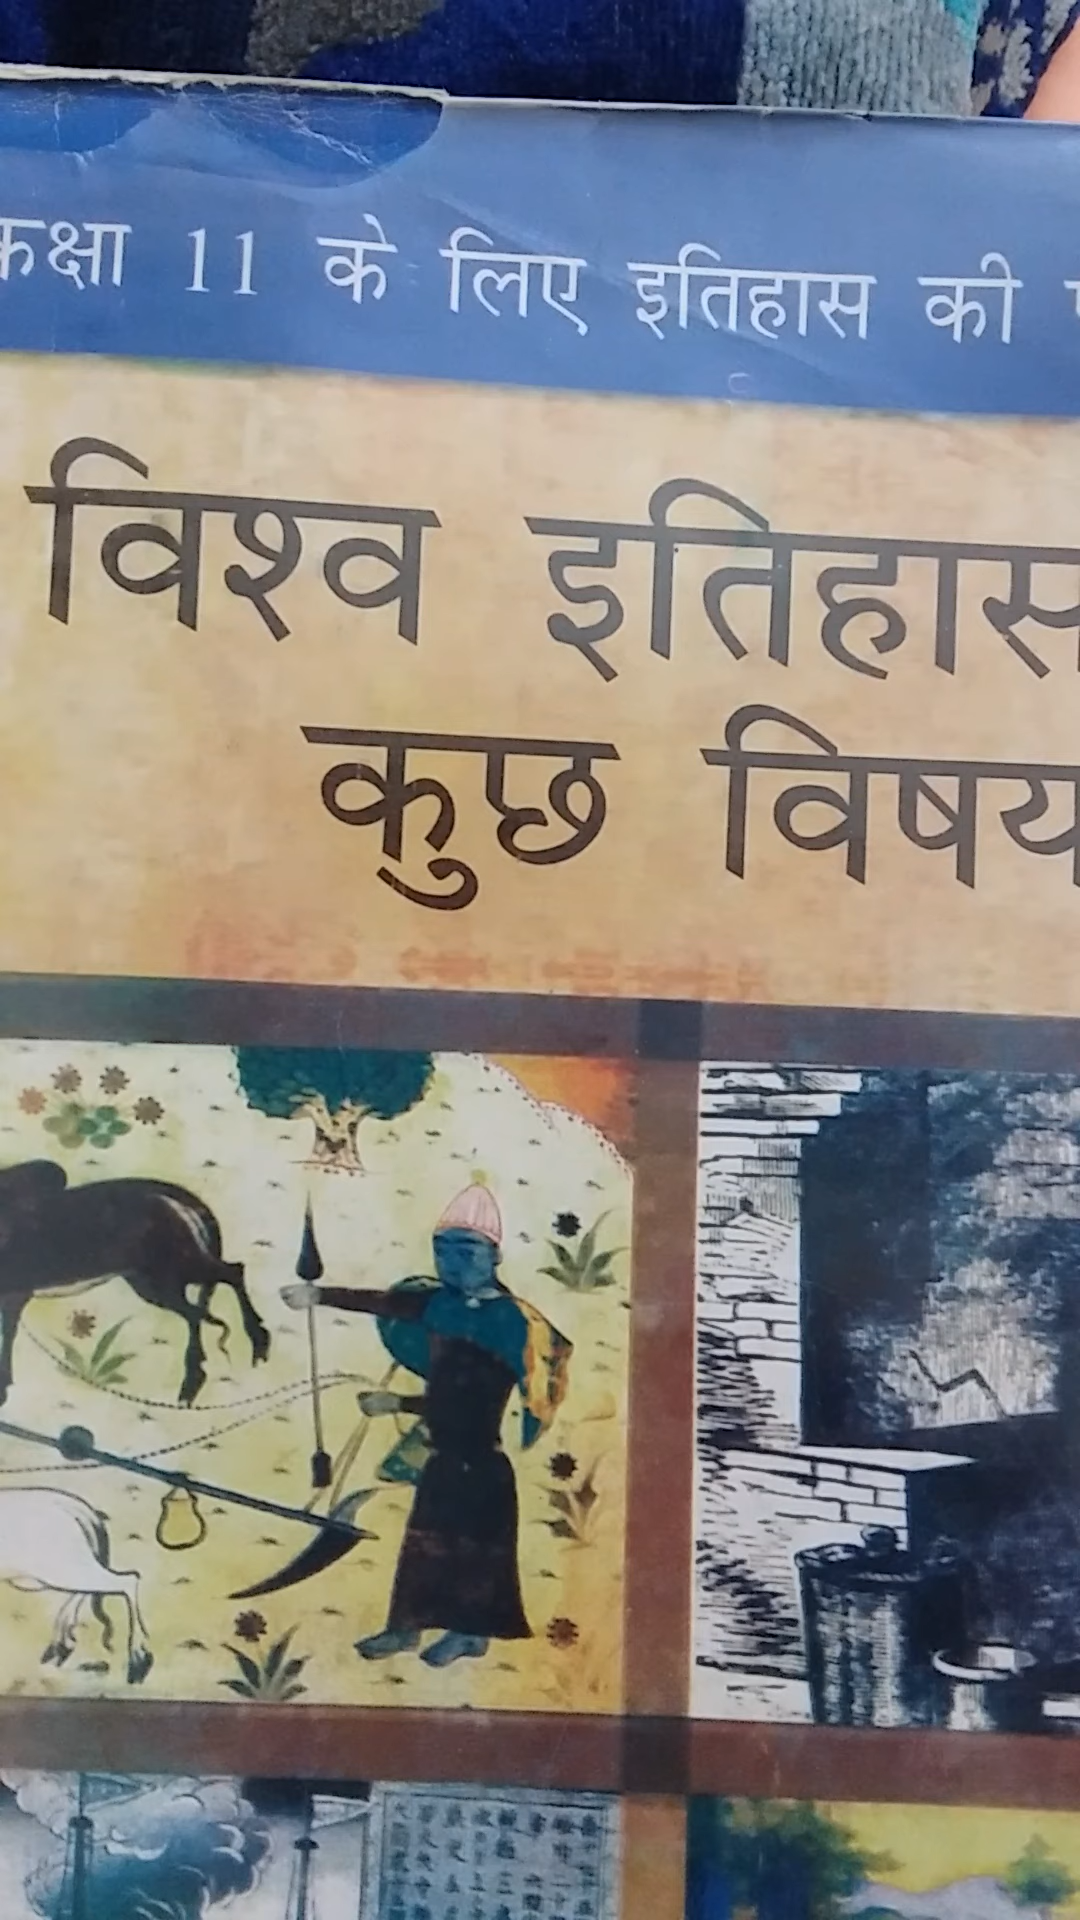 कक्षा 11 के लिए इतिहास की
विश्व इतिहास
कुछ विषय